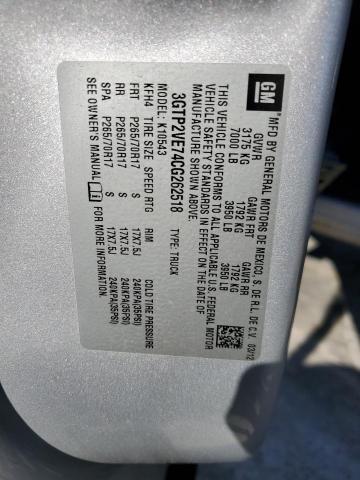 GM
MFD BY GENERAL MOTORS DE MEXICO, S. DE R.L. DE C.V. 03/12
GVWR GAWR FRT GAWR RR
3175 KG 1792 KG 1792 KG
7000 LB 3950 LB 3950 LB
THIS VEHICLE CONFORMS TO ALL APPLICABLE U.S. FEDERAL MOTOR
VEHICLE SAFETY STANDARDS IN EFFECT ON THE DATE OF
MANUFACTURE SHOWN ABOVE.
3GTP2VE74CG262518 TYPE: TRUCK
MODEL: K10543
KFH4 TIRE SIZE SPEED RTG RIM COLD TIRE PRESSURE
FRT P265/70R17 S 17X7.5J 240KPA(35PSI)
RR P265/70R17 S 17X7.5J 240KPA(35PSI)
SPA P265/70R17 S 17X7.5J 240KPA(35PSI)
SEE OWNER'S MANUAL FOR MORE INFORMATION.